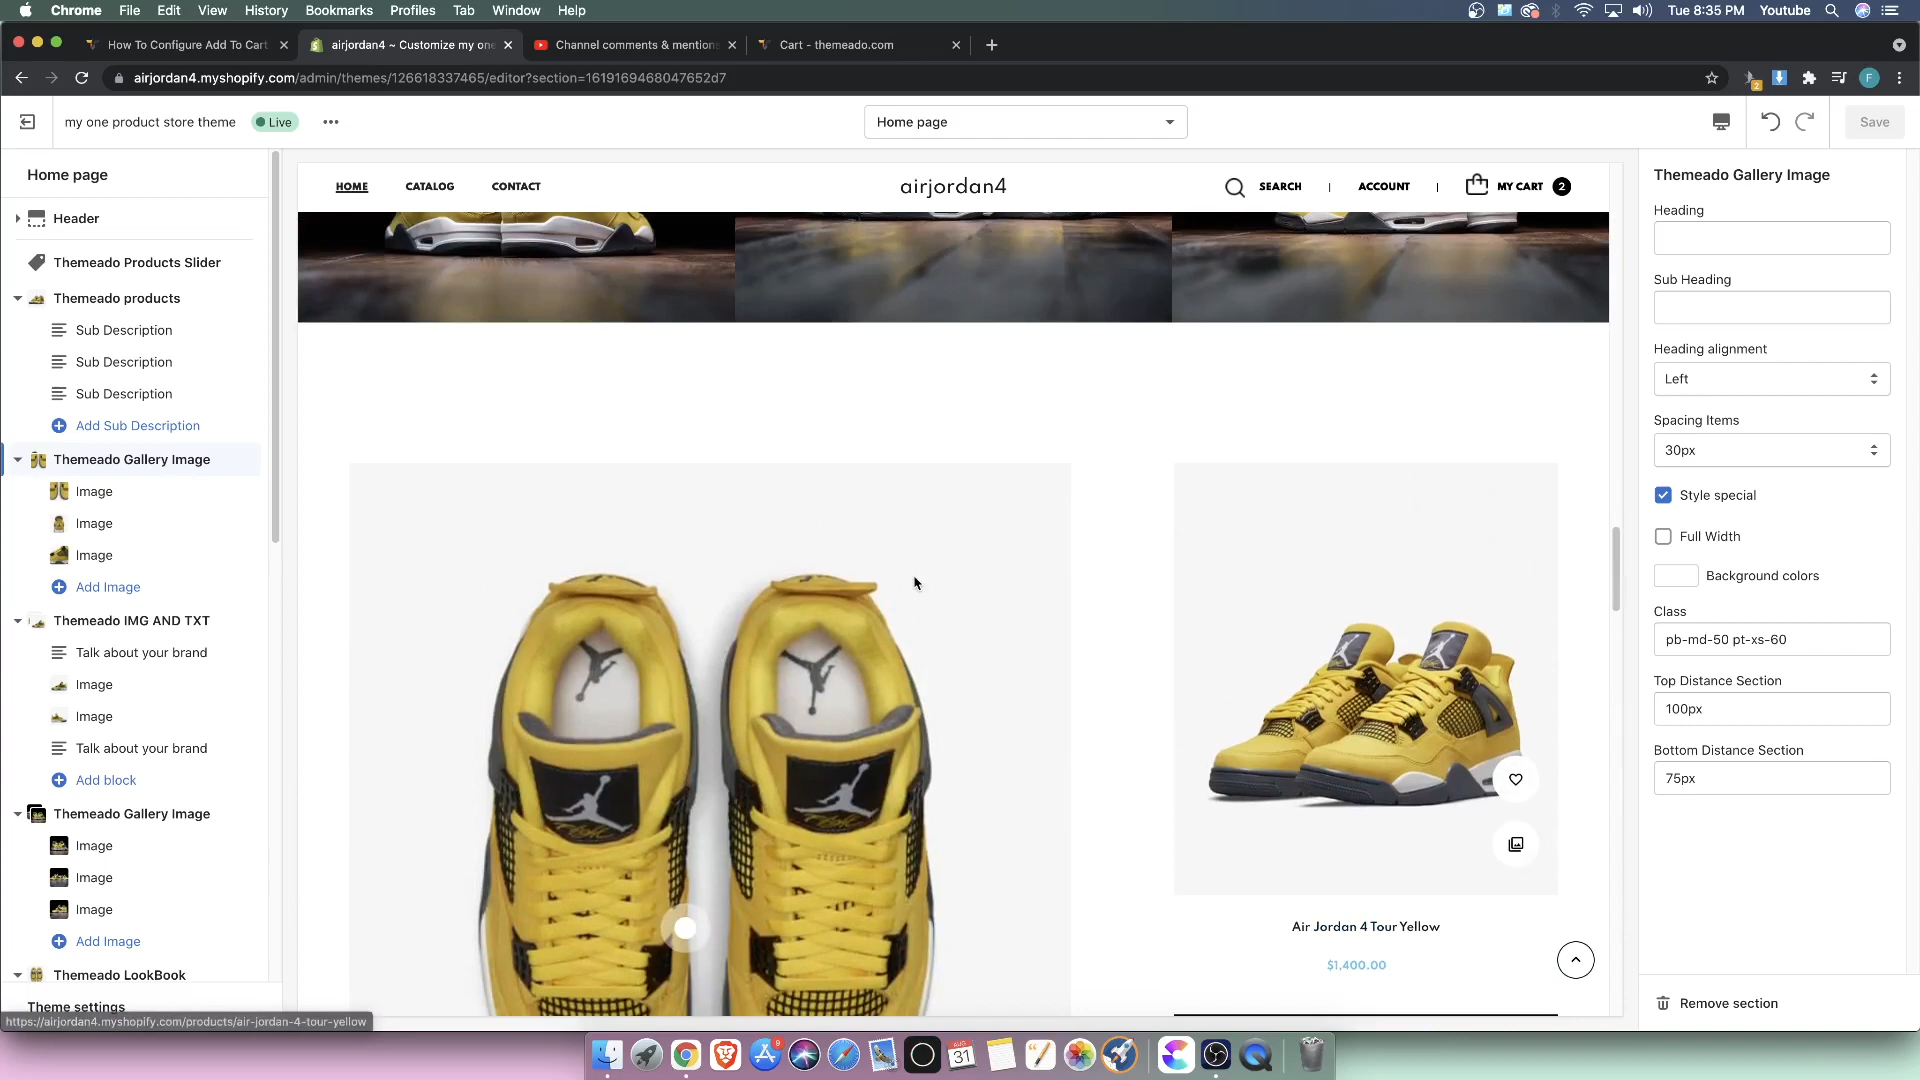 Chrome File Edit View History Bookmarks Profiles Tab Window Help Tue 8:35 PM Youtube
How To Configure Add To Cart airjordan4 ~ Customize my one Channel comments & mentions Cart - themeado.com
airjordan4.myshopify.com/admin/themes/126618337465/editor?section=1619169468047652d7 2 F
my one product store theme Live Home page Save
Home page
Header
Themeado Products Slider
Themeado products
Sub Description
Sub Description
Sub Description
Add Sub Description
Themeado Gallery Image
Image
Image
Image
Add Image
Themeado IMG AND TXT
Talk about your brand
Image
Image
Talk about your brand
Add block
Themeado Gallery Image
Image
Image
Image
Add Image
Themeado LookBook
Theme settings
https://airjordan4.myshopify.com/products/air-jordan-4-tour-yellow
HOME CATALOG CONTACT airjordan4 SEARCH | ACCOUNT | MY CART 2
Air Jordan 4 Tour Yellow
$1,400.00
Themeado Gallery Image
Heading
Sub Heading
Heading alignment
Left
Spacing Items
30px
Style special
Full Width
Background colors
Class
pb-md-50 pt-xs-60
Top Distance Section
100px
Bottom Distance Section
75px
Remove section
9
AUG
31